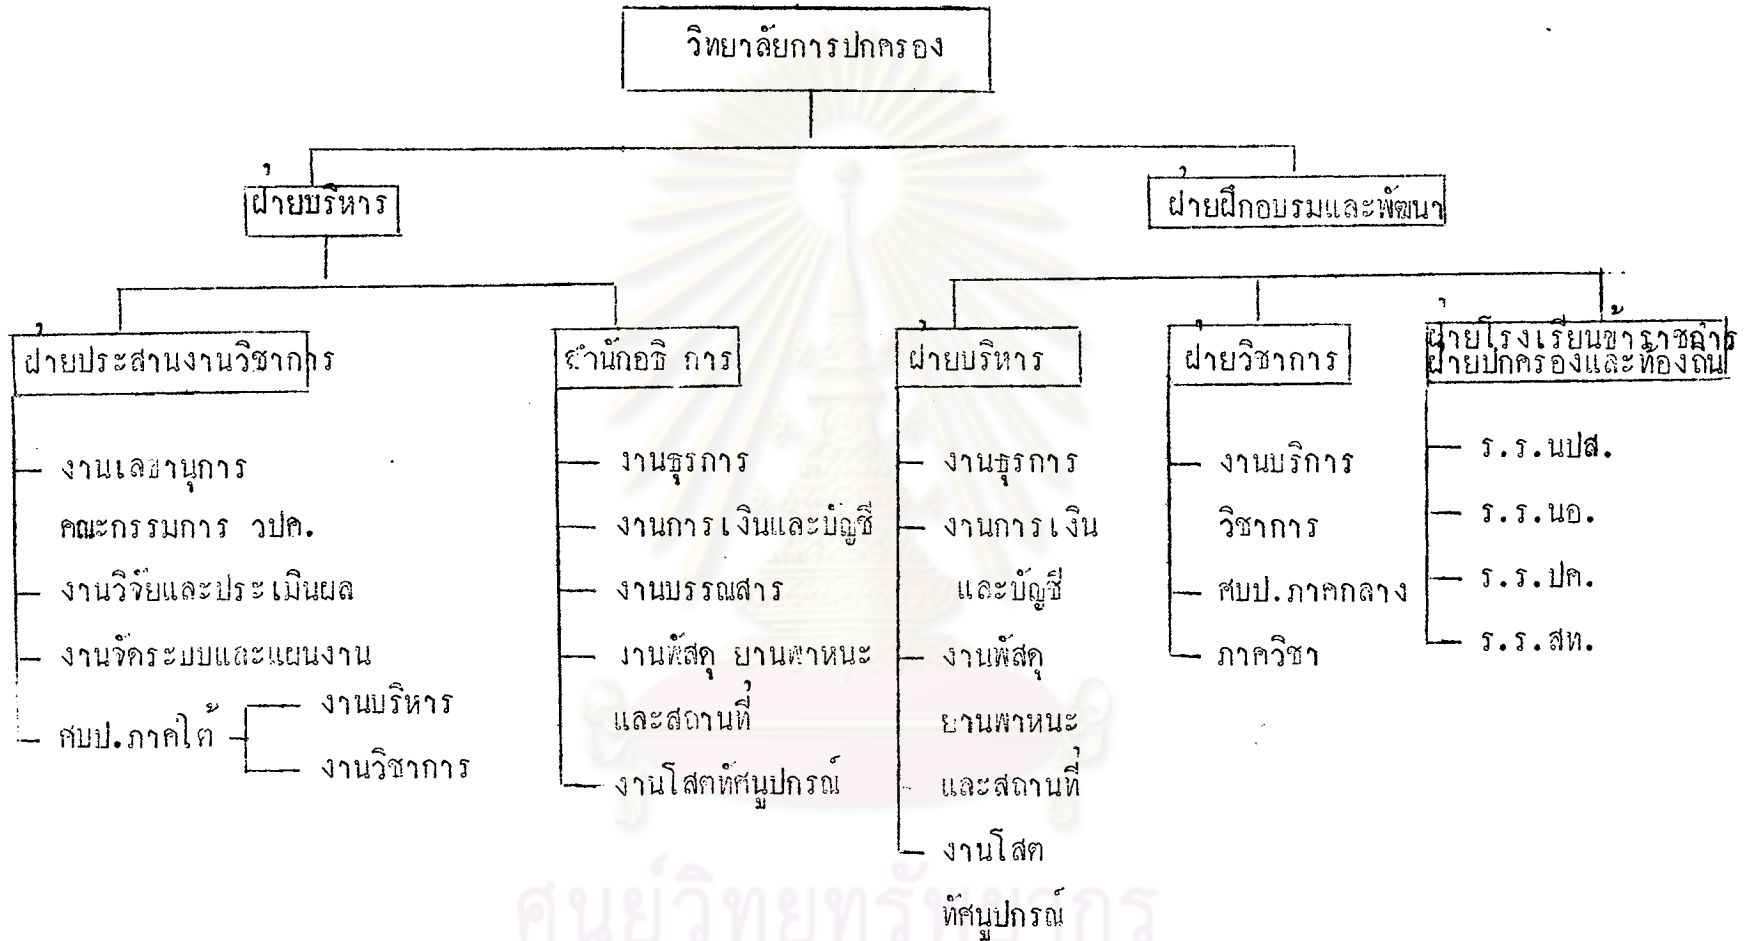 วิทยาลัยการปกครอง
ฝ่ายบริหาร
ฝ่ายฝึกอบรมและพัฒนา
ฝ่ายประสานงานวิชาการ
งานเลขานุการ
คณะกรรมการ วปค.
งานวิจัยและประเมินผล
งานจัดระบบและแผนงาน
ศบป.ภาคใต้
งานบริหาร
งานวิชาการ
สำนักอธิ การ
งานธุรการ
งานการเงินและบัญชี
งานบรรณสาร
งานพัสดุ ยานพาหนะ
และสถานที่
งานโสตทัศนูปกรณ์
ฝ่ายบริหาร
งานธุรการ
งานการเงิน
และบัญชี
งานพัสดุ
ยานพาหนะ
และสถานที่
งานโสต
ทัศนูปกรณ์
ฝ่ายวิชาการ
งานบริการ
วิชาการ
ศบป.ภาคกลาง
ภาควิชา
ฝ่ายโรงเรียนข้าราชการ
ฝ่ายปกครองและท้องถิ่น
ร.ร.นปส.
ร.ร.นอ.
ร.ร.ปค.
ร.ร.สท.
ศูนย์วิทยทรัพยากร